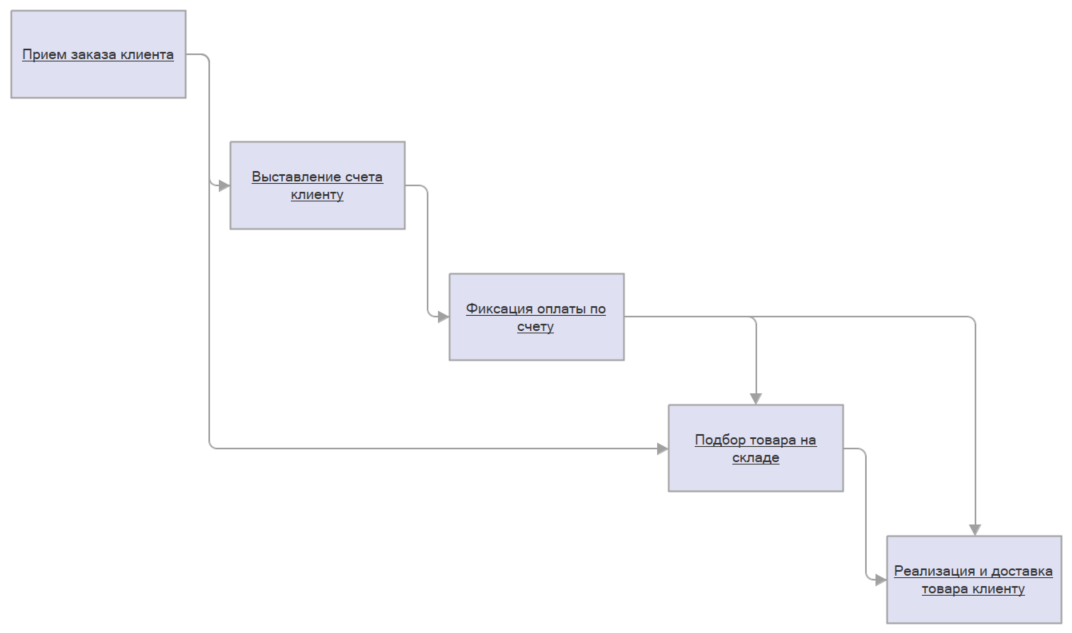 Прием заказа клиента
Выставление счета
клиенту
Фиксация оплаты по
счету
Подбор товара на
складе
Реализация и доставка
товара клиенту